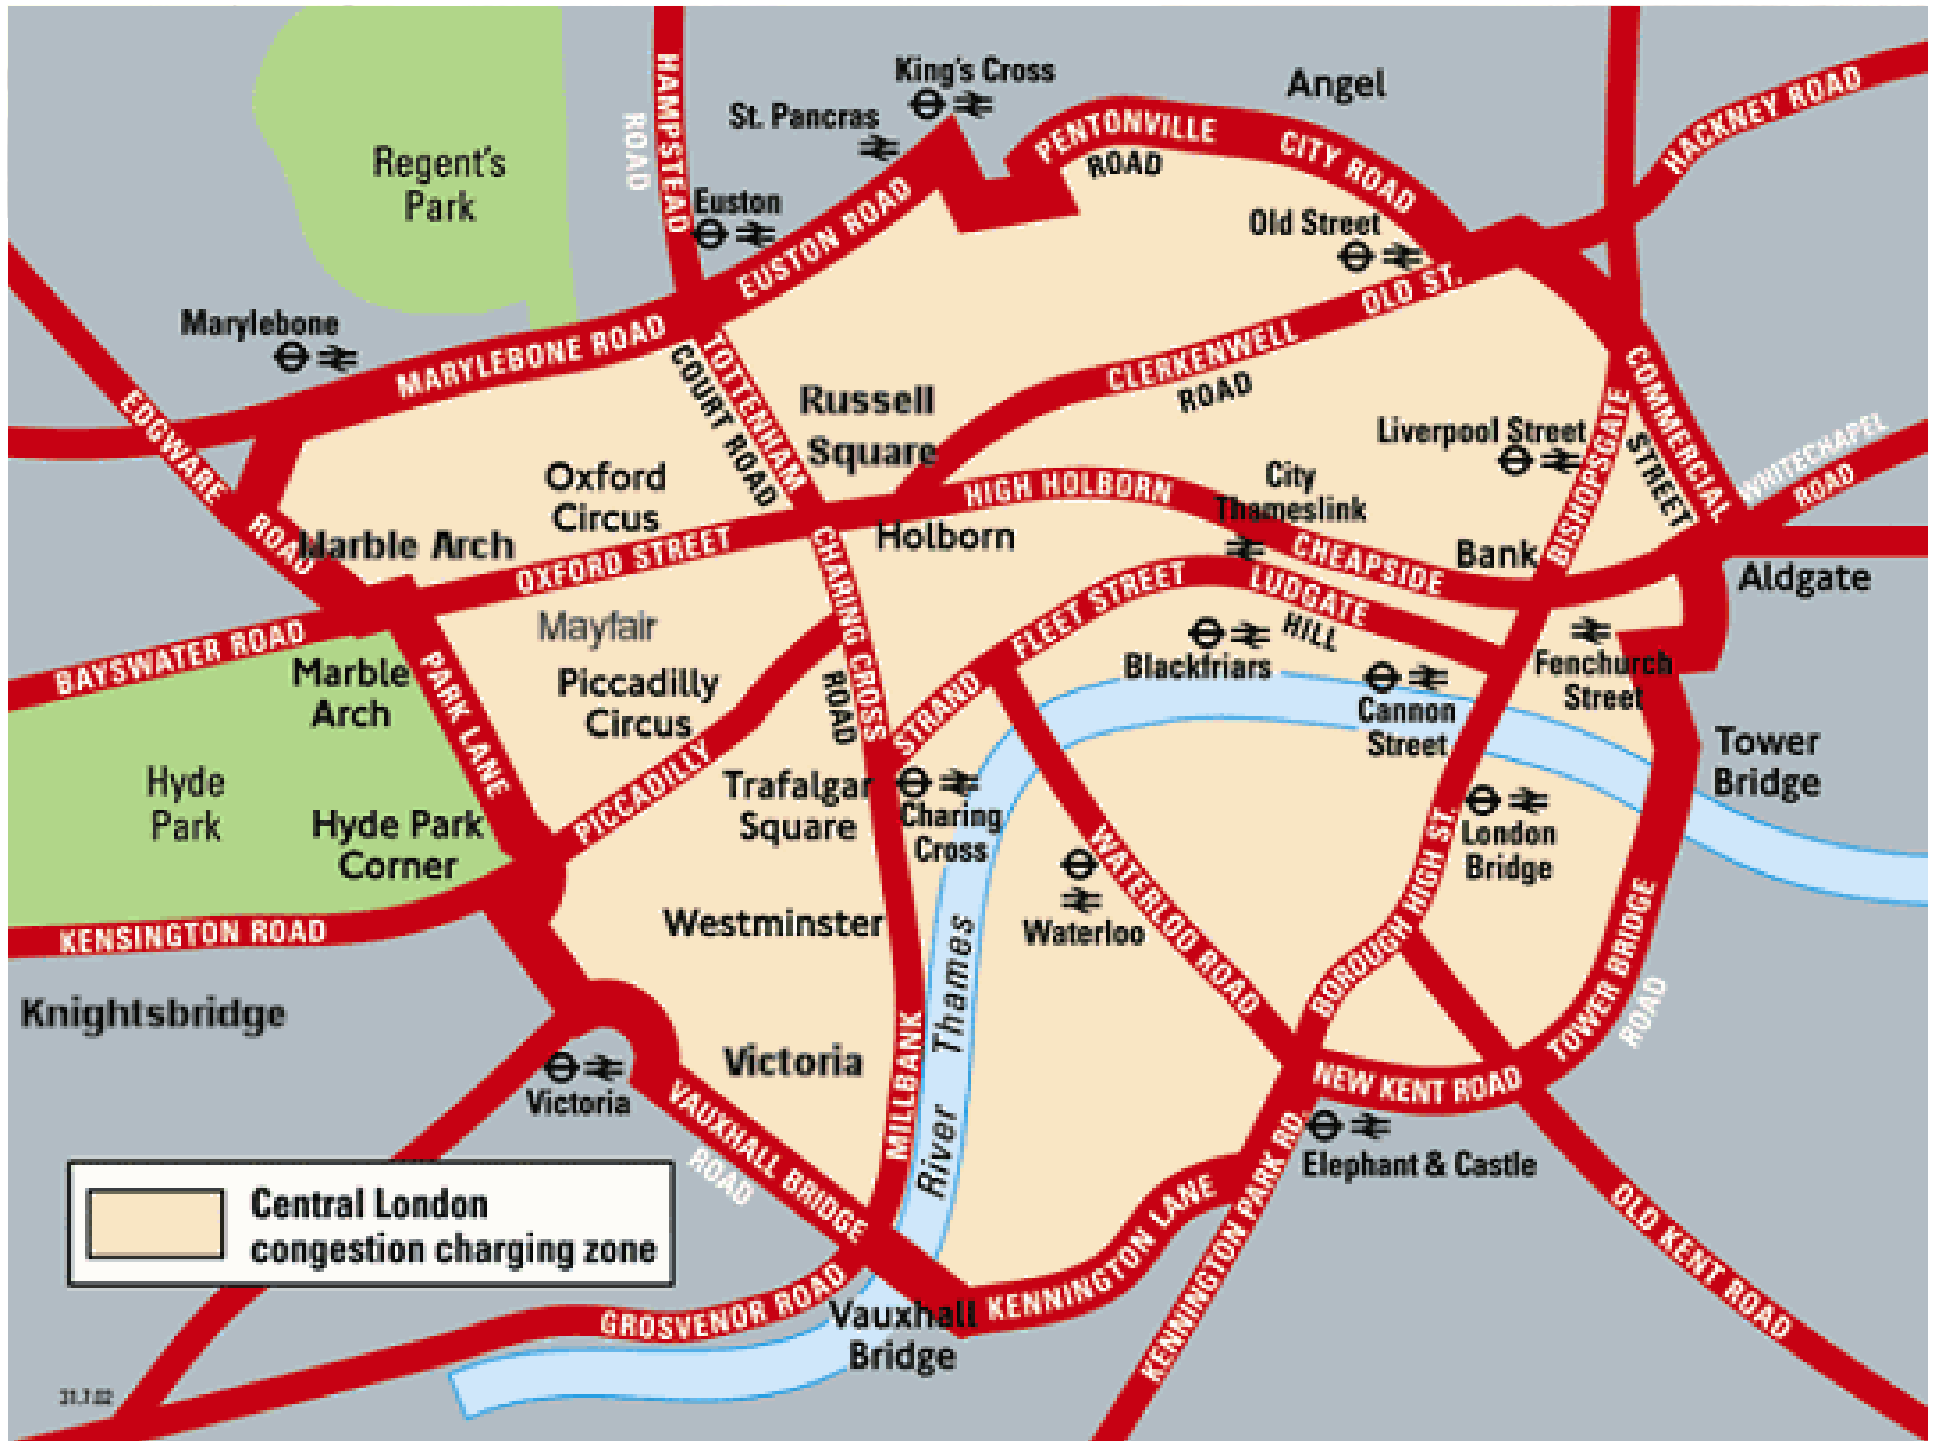 King's Cross
Angel
St. Pancras
HAMPSTEAD
ROAD
PENTONVILLE
ROAD
CITY ROAD
HACKNEY ROAD
Regent's
Park
Euston
EUSTON ROAD
Old Street
OLD ST.
Marylebone
MARYLEBONE ROAD
TOTTENHAM
COURT ROAD
CLERKENWELL
ROAD
EDGWARE
ROAD
Russell
Square
Liverpool Street
BISHOPSGATE
COMMERCIAL
STREET
WHITECHAPEL
ROAD
Oxford
Circus
HIGH HOLBORN
City
Thameslink
Marble Arch
OXFORD STREET
Holborn
CHEAPSIDE
Bank
Aldgate
BAYSWATER ROAD
Mayfair
CHARING CROSS
ROAD
FLEET STREET
LUDGATE
HILL
Blackfriars
Fenchurch
Street
Marble
Arch
PARK LANE
Piccadilly
Circus
STRAND
Cannon
Street
Tower
Bridge
Hyde
Park
Hyde Park
Corner
PICCADILLY
Trafalgar
Square
Charing
Cross
WATERLOO ROAD
BOROUGH HIGH ST.
London
Bridge
KENSINGTON ROAD
Westminster
Waterloo
TOWER BRIDGE
ROAD
Knightsbridge
Victoria
Victoria
MILLBANK
River Thames
NEW KENT ROAD
VAUXHALL BRIDGE
ROAD
Elephant & Castle
KENNINGTON LANE
KENNINGTON PARK RD.
OLD KENT ROAD
Central London
congestion charging zone
GROSVENOR ROAD
Vauxhall
Bridge
31.7.02